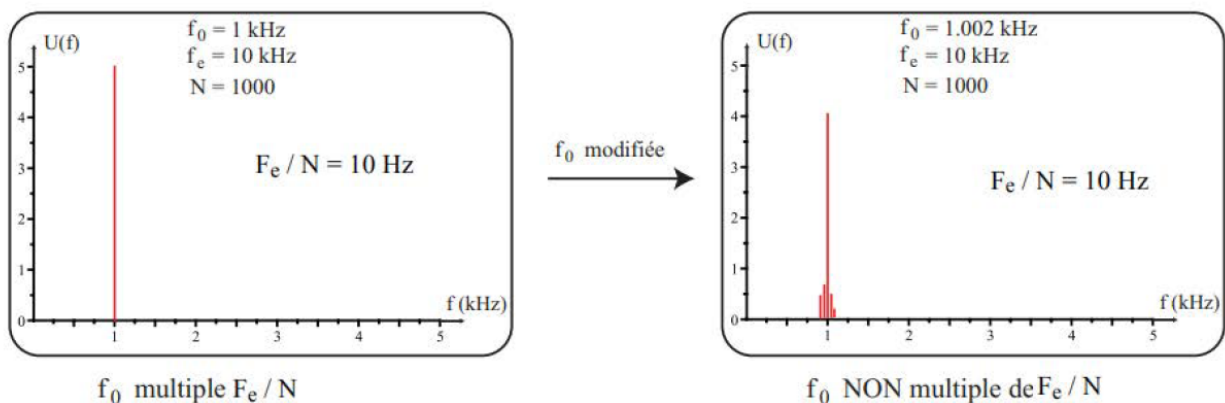 U(f)
f₀ = 1 kHz
fₑ = 10 kHz
N = 1000
Fₑ / N = 10 Hz
5
4
3
2
1
0
1
2
3
4
5
f (kHz)
f₀ multiple Fₑ / N
f₀ modifiée
U(f)
f₀ = 1.002 kHz
fₑ = 10 kHz
N = 1000
Fₑ / N = 10 Hz
5
4
3
2
1
0
1
2
3
4
5
f (kHz)
f₀ NON multiple de Fₑ / N